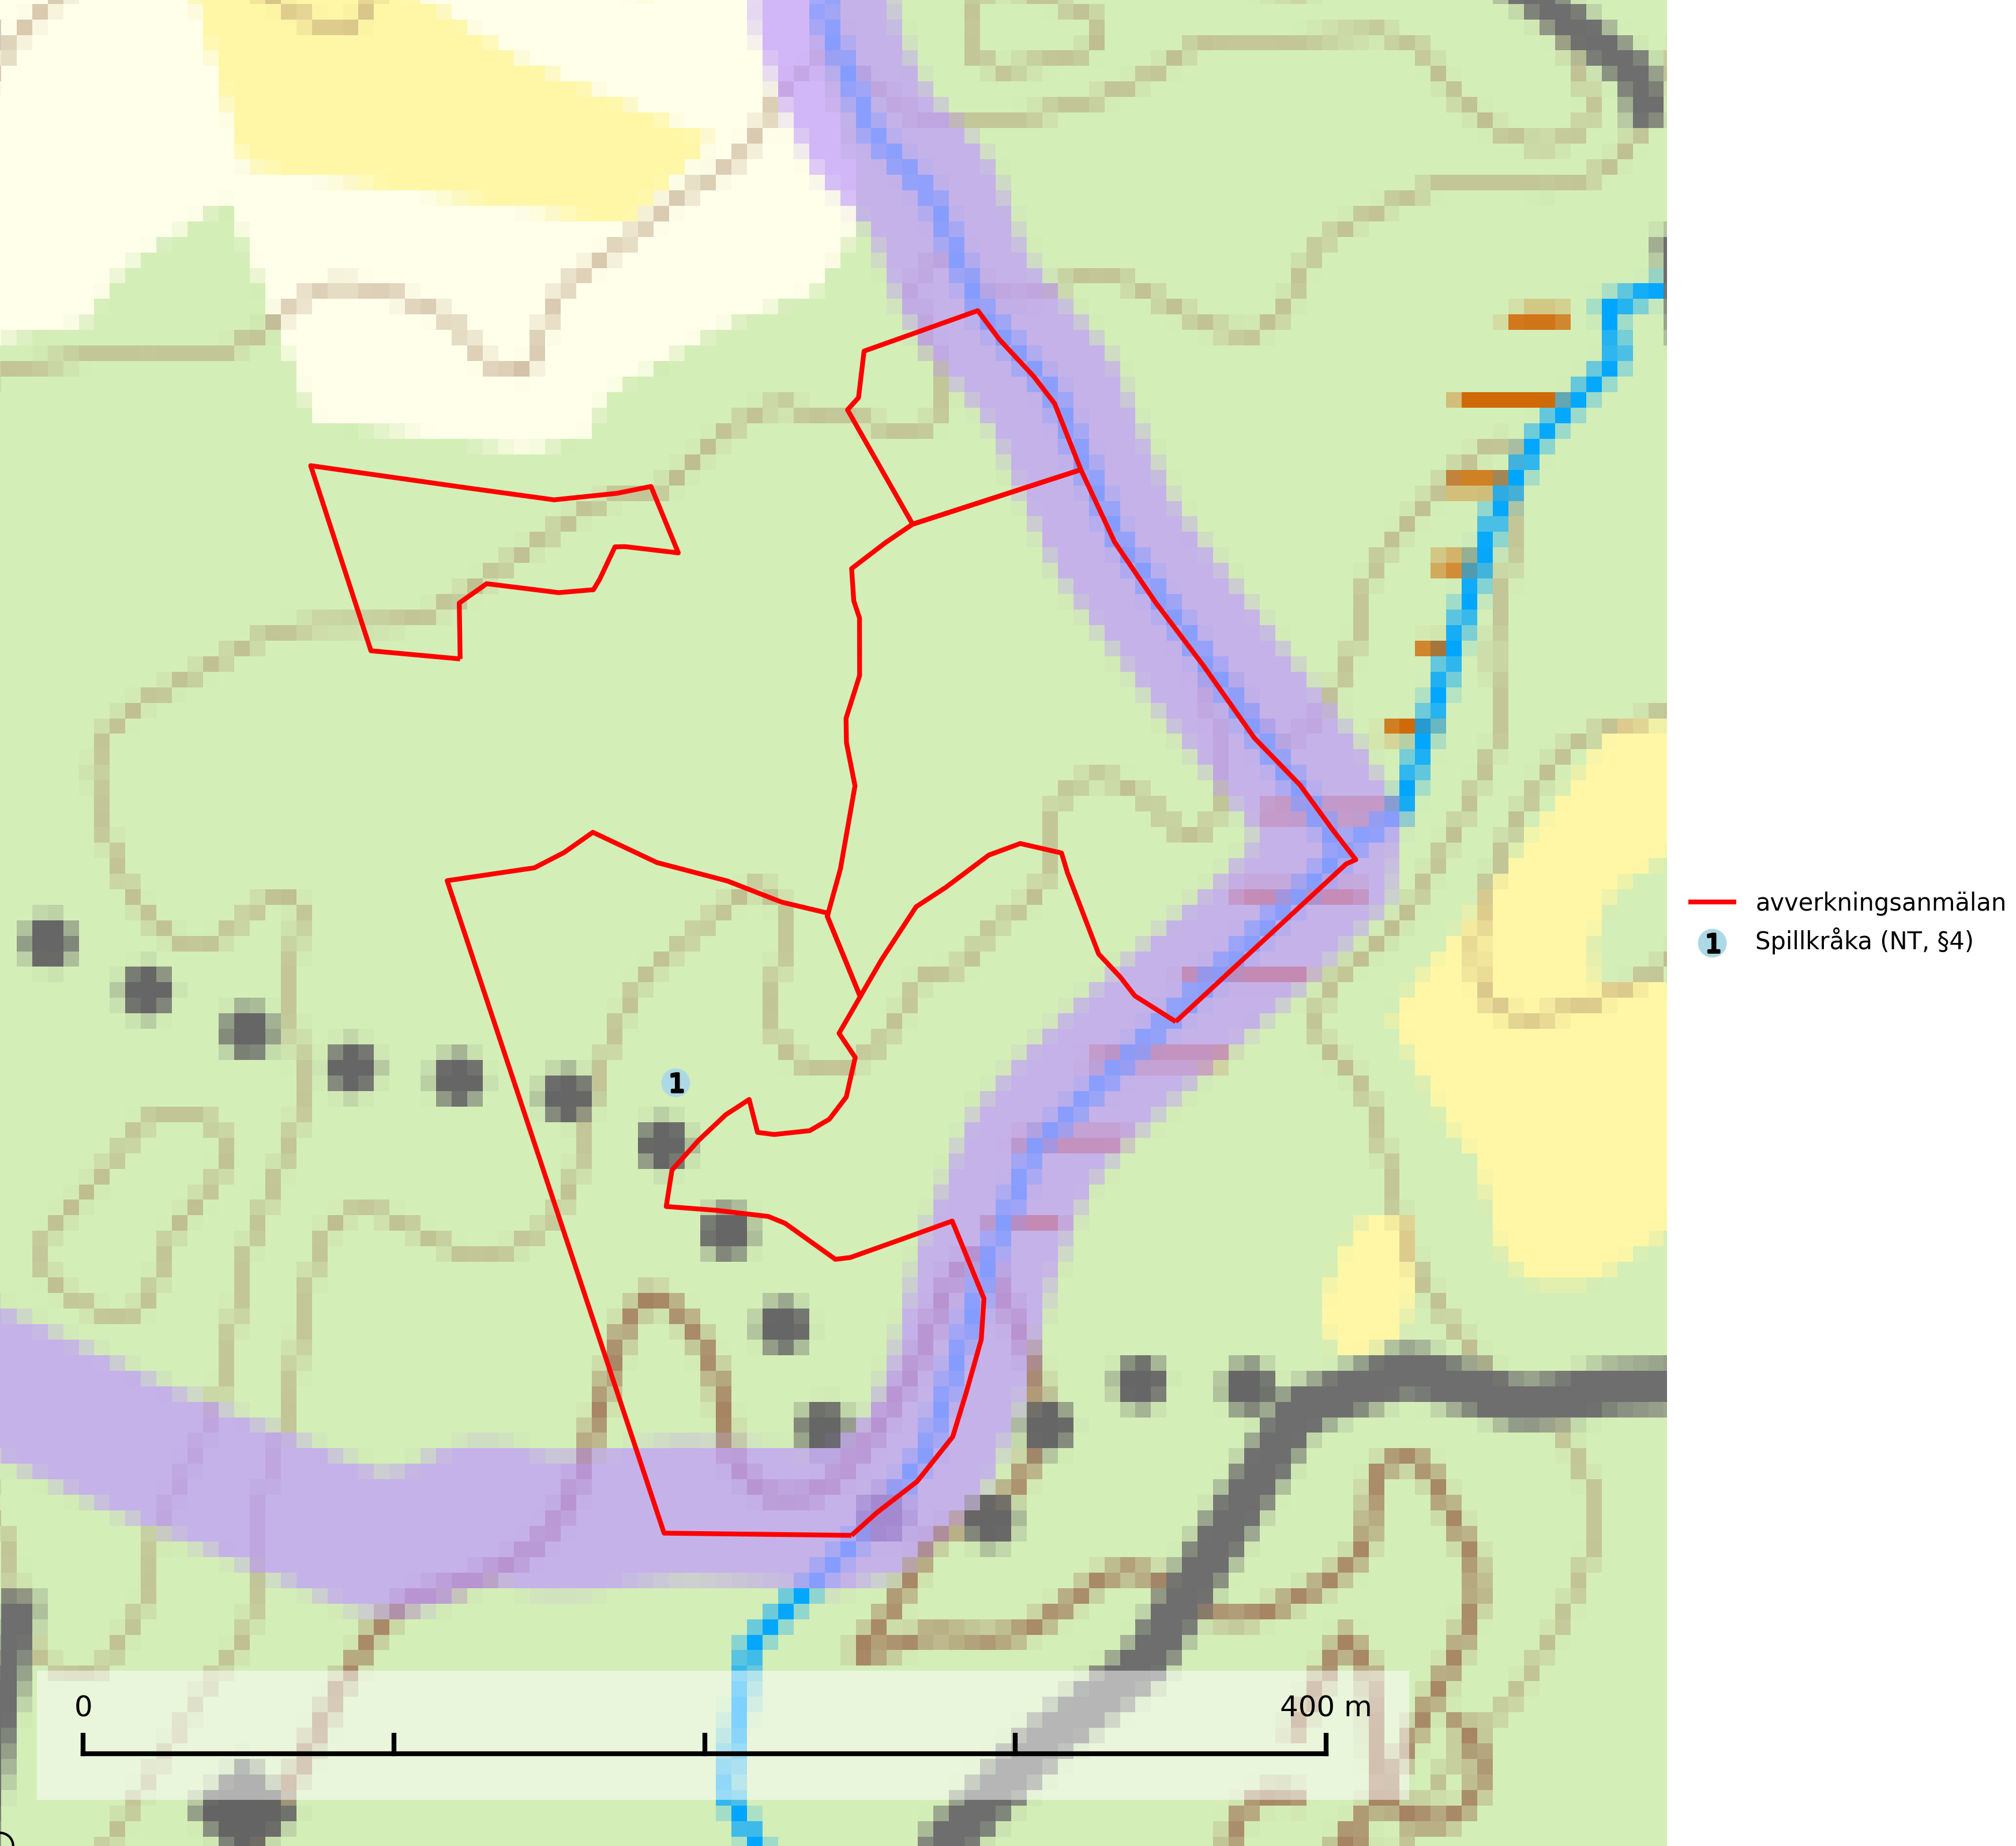 1
avverkningsanmälan
1 Spillkråka (NT, §4)
0 400 m